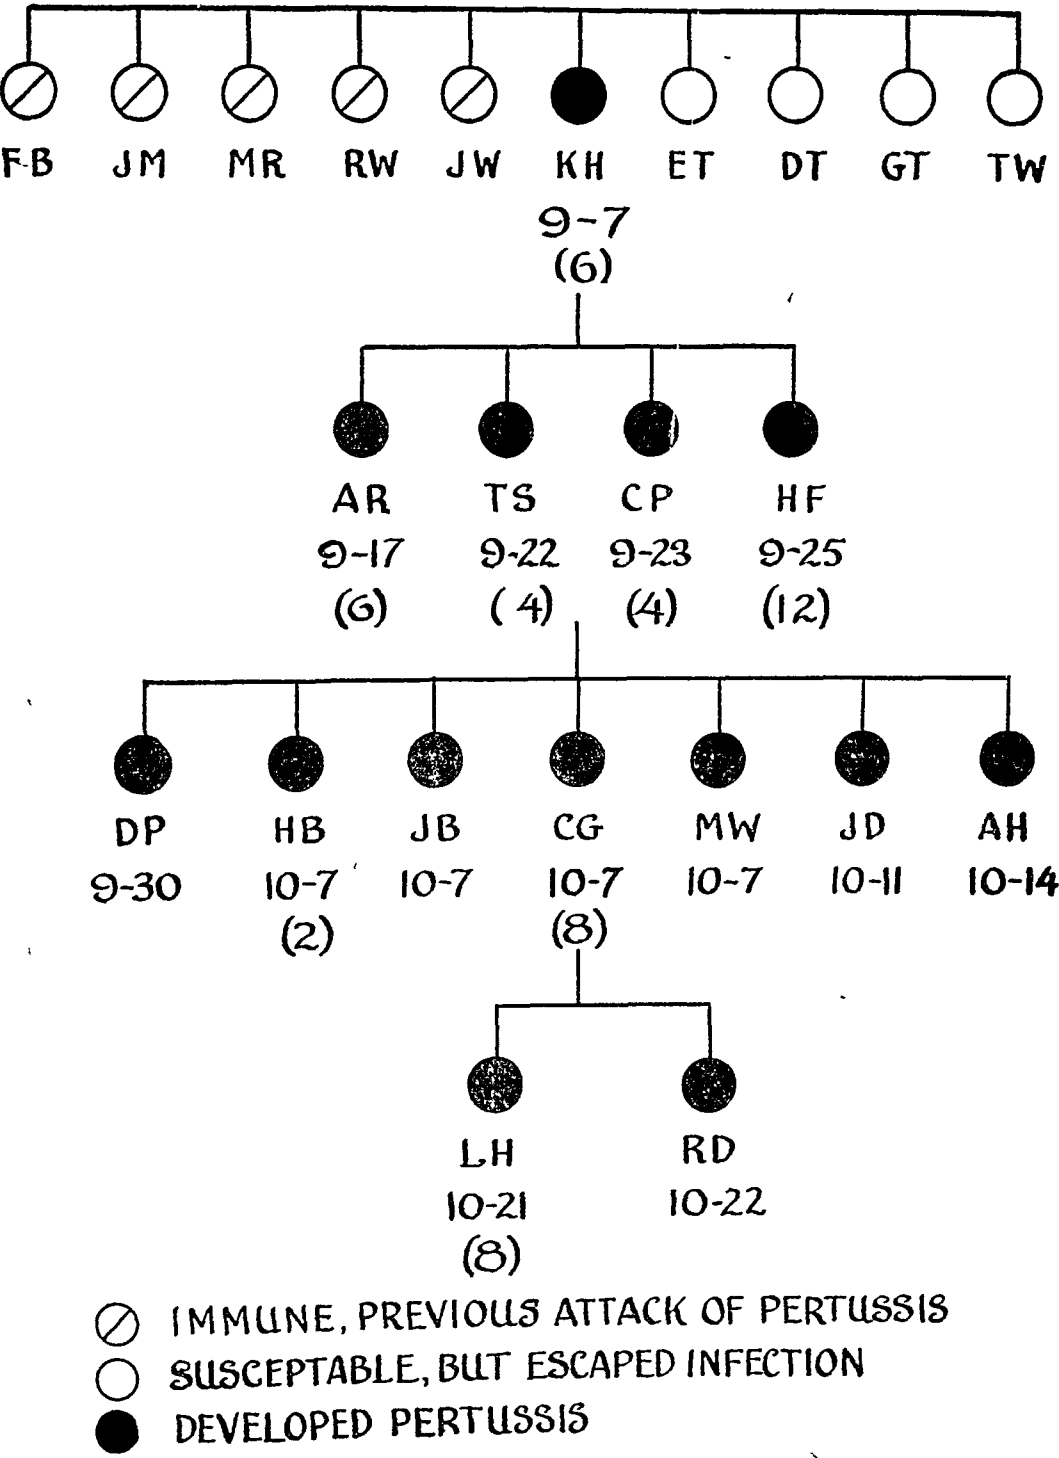 F-B JM MR RW JW KH ET DT GT TW
9-7
(6)
AR TS CP HF
9-17 9-22 9-23 9-25
(6) (4) (4) (12)
DP HB JB CG MW JD AH
9-30 10-7 10-7 10-7 10-7 10-11 10-14
(2) (8)
LH RD
10-21 10-22
(8)
IMMUNE, PREVIOUS ATTACK OF PERTUSSIS
SUSCEPTABLE, BUT ESCAPED INFECTION
DEVELOPED PERTUSSIS